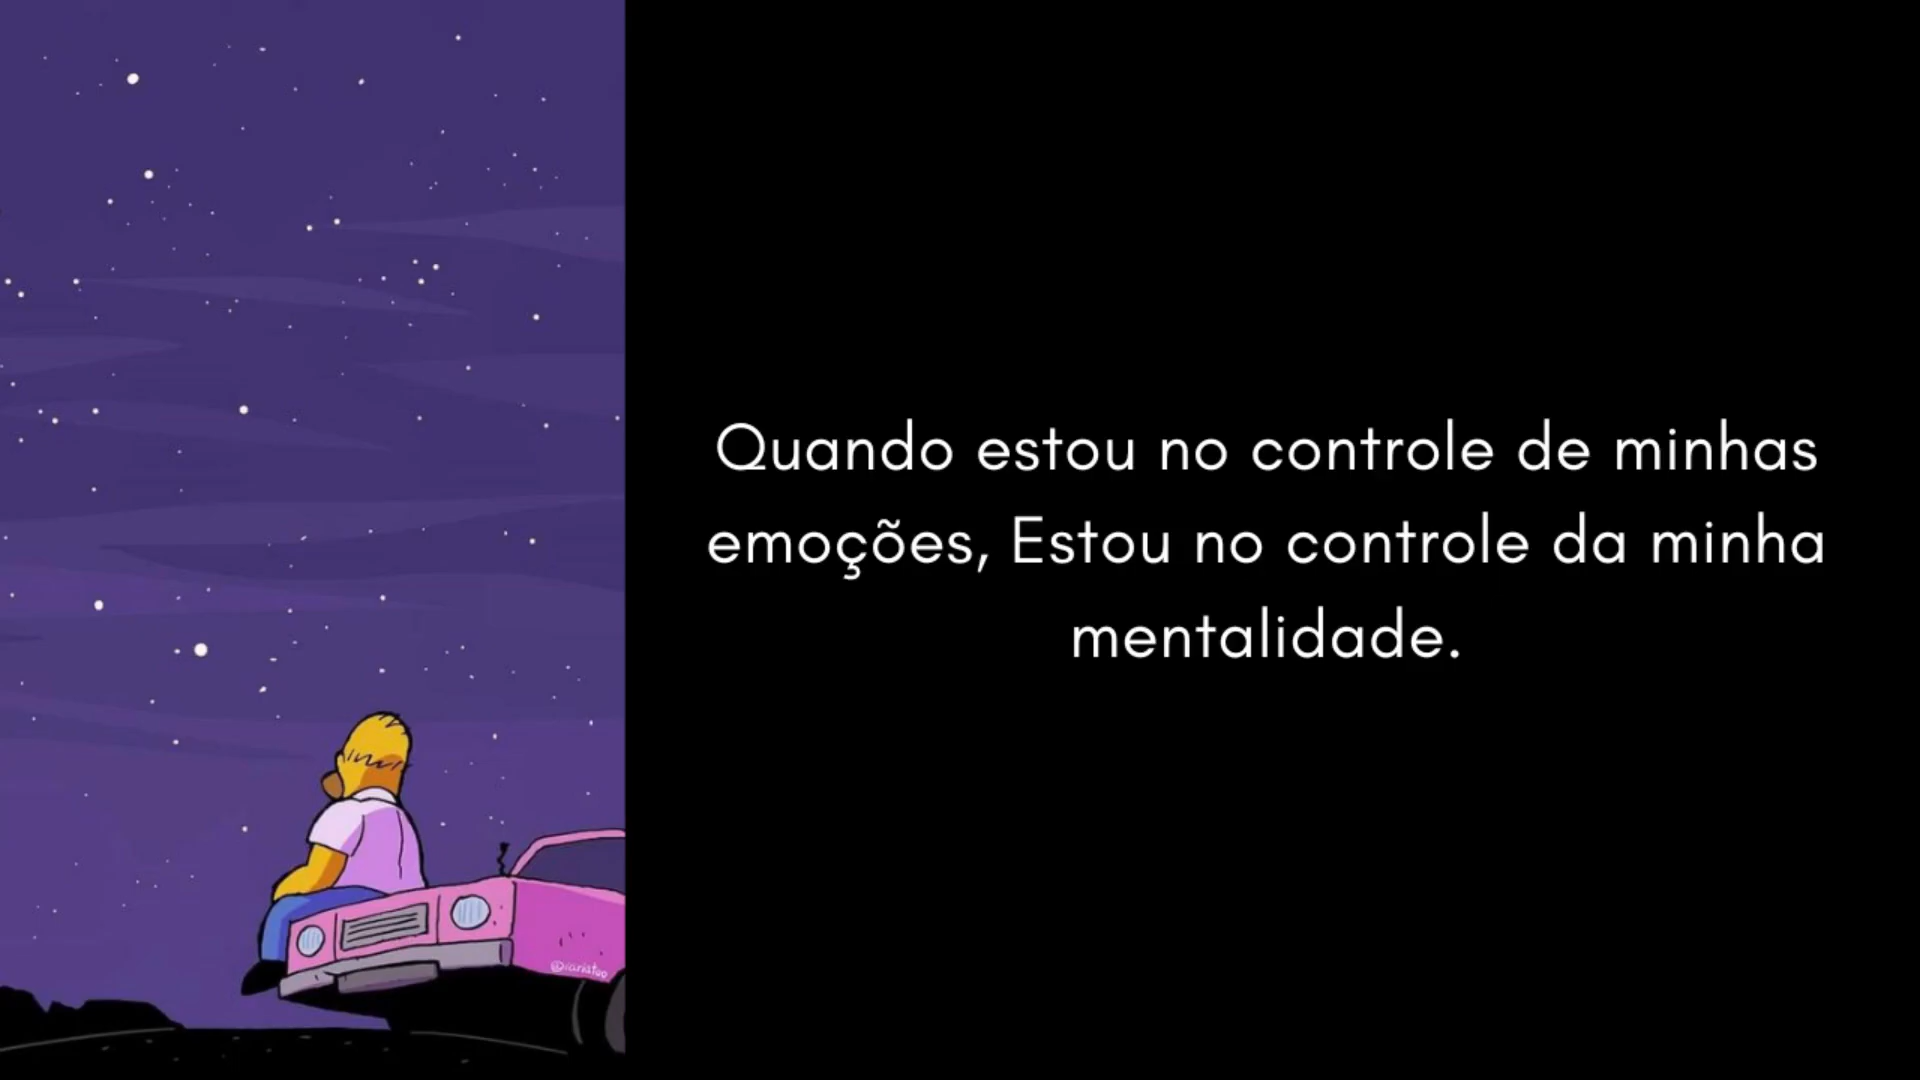 Quando estou no controle de minhas
emoções, Estou no controle da minha
mentalidade.